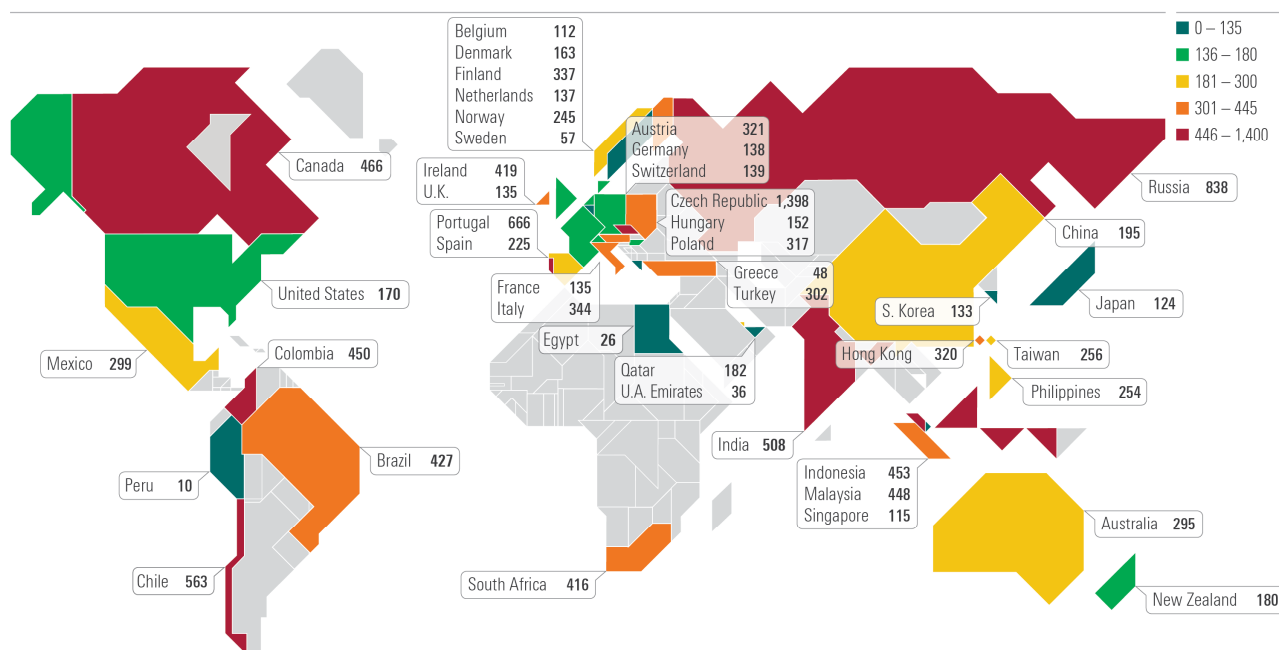 0 – 135
136 – 180
181 – 300
301 – 445
446 – 1,400
Belgium 112
Denmark 163
Finland 337
Netherlands 137
Norway 245
Sweden 57
Austria 321
Germany 138
Switzerland 139
Canada 466
Ireland 419
U.K. 135
Russia 838
Czech Republic 1,398
Hungary 152
Poland 317
Portugal 666
Spain 225
China 195
United States 170
France 135
Italy 344
Greece 48
Turkey 302
S. Korea 133
Japan 124
Egypt 26
Mexico 299
Colombia 450
Hong Kong 320
Taiwan 256
Qatar 182
U.A. Emirates 36
Philippines 254
India 508
Brazil 427
Peru 10
Indonesia 453
Malaysia 448
Singapore 115
Australia 295
Chile 563
South Africa 416
New Zealand 180